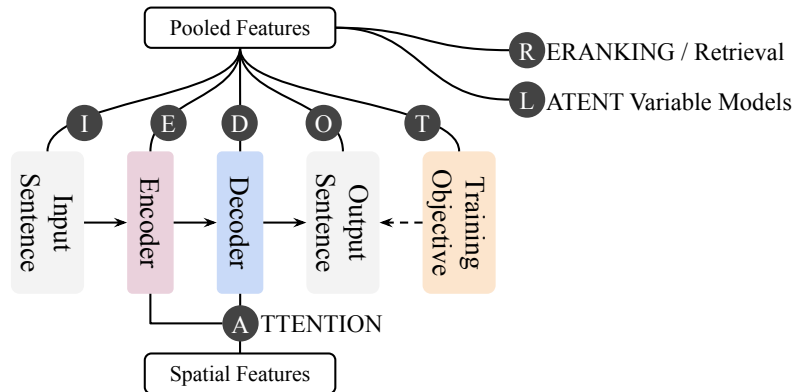 Pooled Features
R ERANKING / Retrieval
L ATENT Variable Models
I
E
D
O
T
Input
Sentence
Encoder
Decoder
Output
Sentence
Training
Objective
A TTENTION
Spatial Features